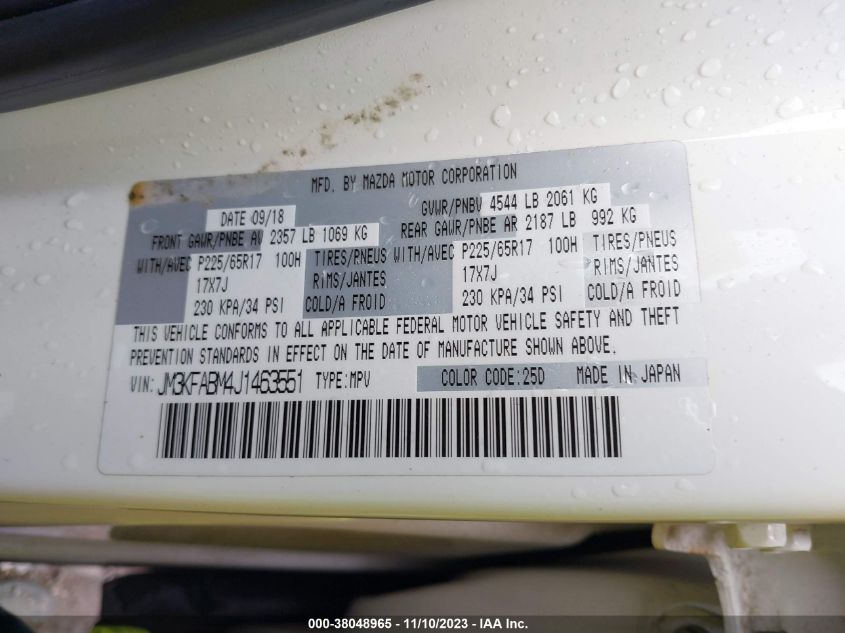 MFD. BY MAZDA MOTOR CORPORATION
DATE 09/18 GVWR/PNBV 4544 LB 2061 KG
FRONT GAWR/PNBE AV 2357 LB 1069 KG REAR GAWR/PNBE AR 2187 LB 992 KG
WITH/AVEC P225/65R17 100H TIRES/PNEUS WITH/AVEC P225/65R17 100H TIRES/PNEUS
17X7J RIMS/JANTES 17X7J RIMS/JANTES
230 KPA/34 PSI COLD/A FROID 230 KPA/34 PSI COLD/A FROID
THIS VEHICLE CONFORMS TO ALL APPLICABLE FEDERAL MOTOR VEHICLE SAFETY AND THEFT
PREVENTION STANDARDS IN EFFECT ON THE DATE OF MANUFACTURE SHOWN ABOVE.
VIN: JM3KFABM4J1463551 TYPE:MPV COLOR CODE:25D MADE IN JAPAN
000-38048965 - 11/10/2023 - IAA Inc.